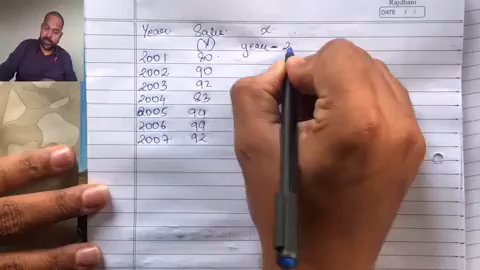 Rajdhani
DATE / /
Year Sales x
(Y) year - 2
2001 80
2002 90
2003 92
2004 83
2005 94
2006 99
2007 92